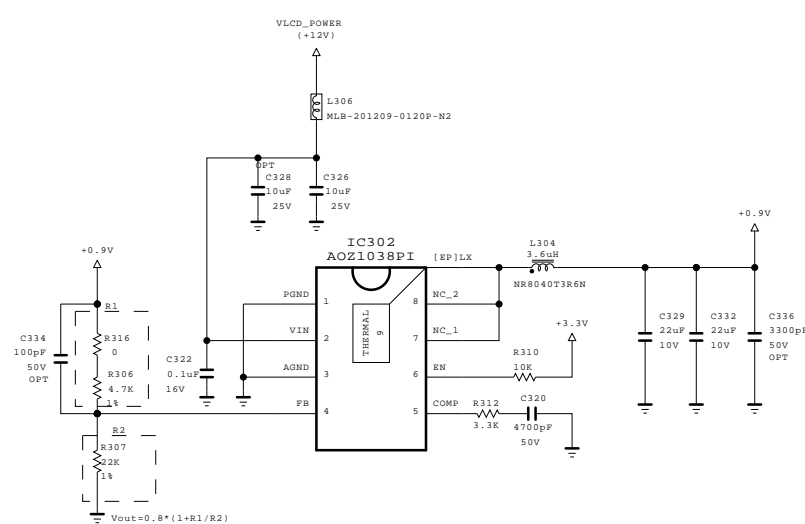 VLCD_POWER
(+12V)
L306
MLB-201209-0120P-N2
OPT
C328
10uF
25V
C326
10uF
25V
IC302
AOZ1038PI
[EP]LX
PGND
1
VIN
2
AGND
3
FB
4
THERMAL
9
8
NC_2
7
NC_1
6
EN
5
COMP
L304
3.6uH
NR8040T3R6N
+0.9V
C329
22uF
10V
C332
22uF
10V
C336
3300pF
50V
OPT
+3.3V
R310
10K
R312
3.3K
C320
4700pF
50V
+0.9V
R1
C334
100pF
50V
OPT
R316
0
R306
4.7K
1%
C322
0.1uF
16V
R2
R307
22K
1%
Vout=0.8*(1+R1/R2)